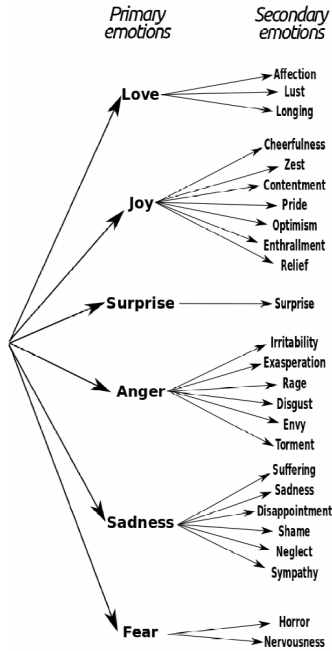 Primary
emotions
Secondary
emotions
Love
Affection
Lust
Longing
Joy
Cheerfulness
Zest
Contentment
Pride
Optimism
Enthrallment
Relief
Surprise
Surprise
Anger
Irritability
Exasperation
Rage
Disgust
Envy
Torment
Sadness
Suffering
Sadness
Disappointment
Shame
Neglect
Sympathy
Fear
Horror
Nervousness